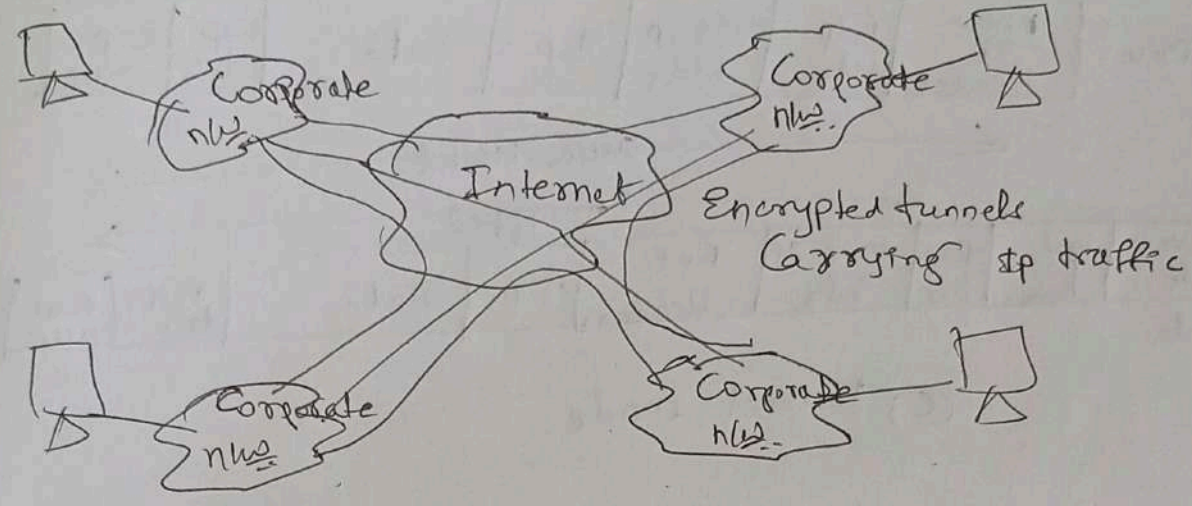 Corporate
n/w
Corporate
n/w
Internet
Encrypted tunnels
Carrying Ip traffic
Corporate
n/w
Corporate
n/w